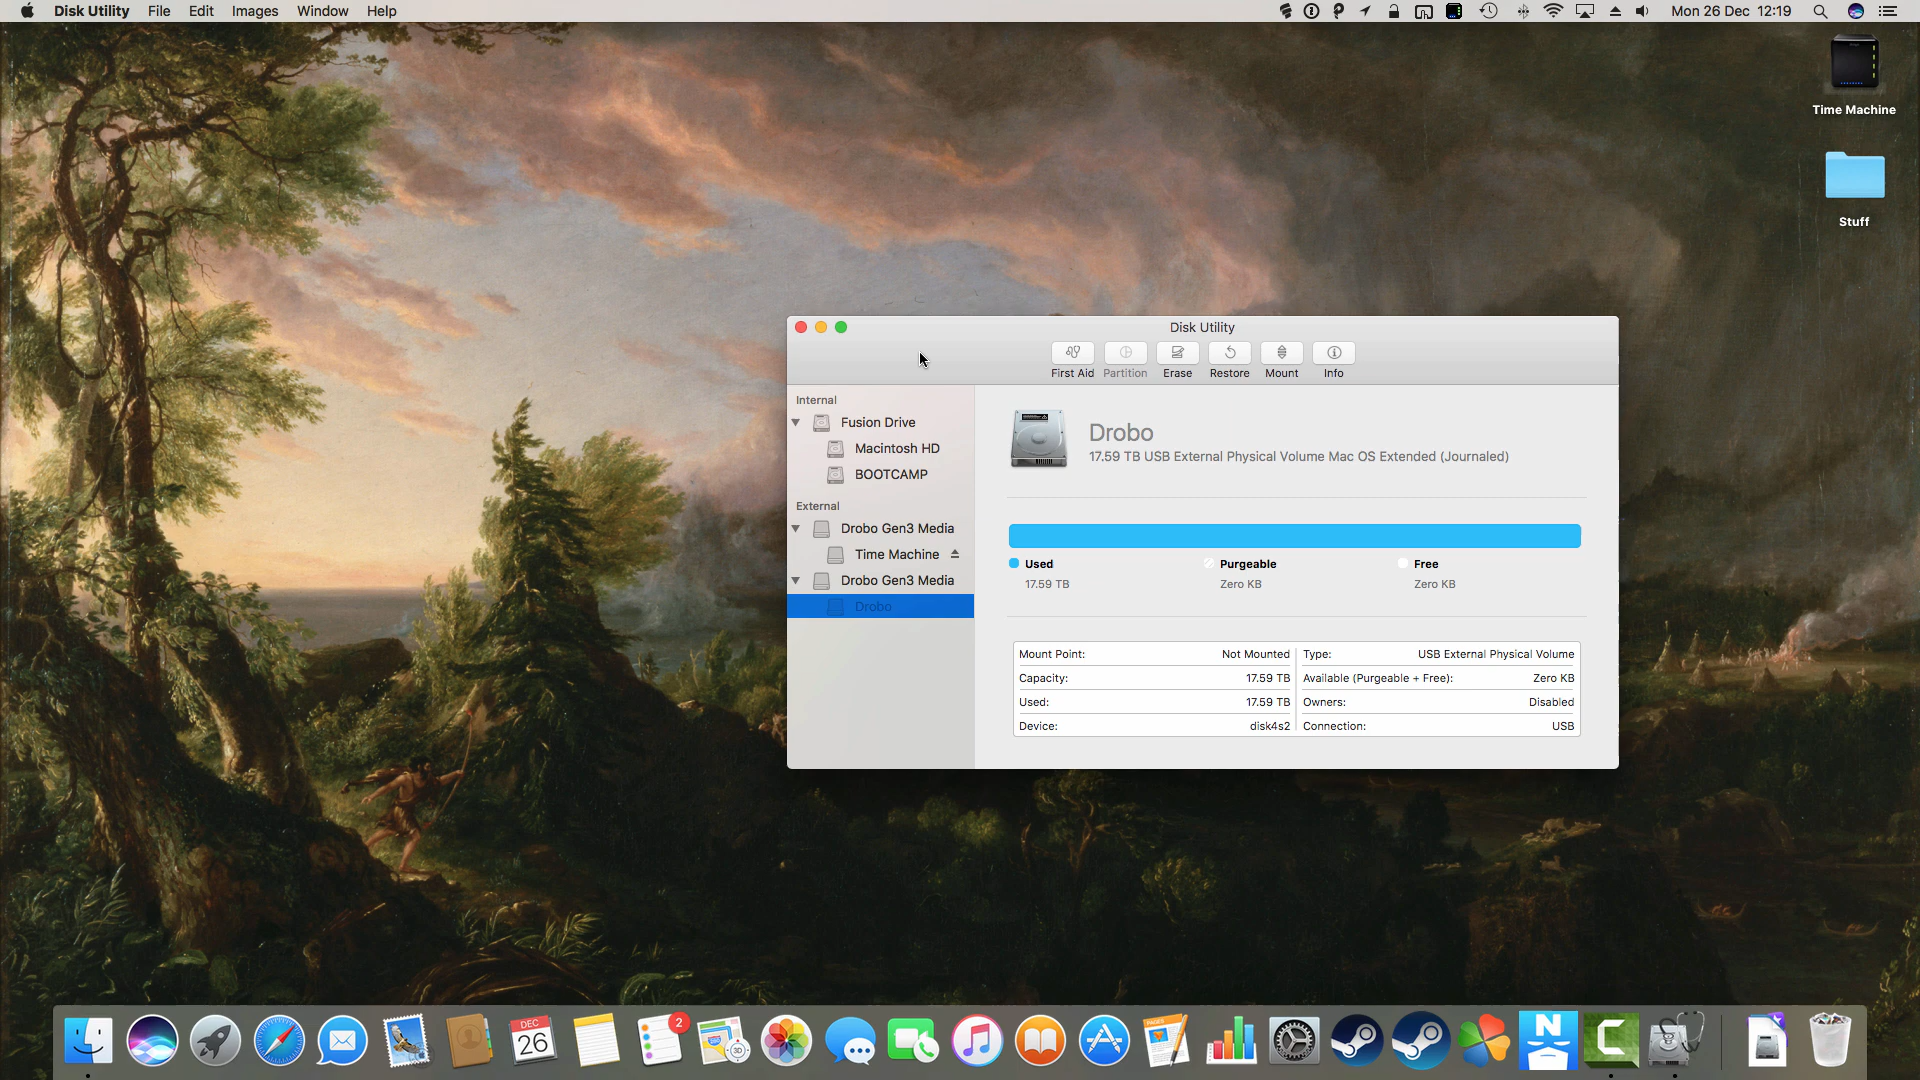 Disk Utility File Edit Images Window Help Mon 26 Dec 12:19
Time Machine
Stuff
Disk Utility
First Aid Partition Erase Restore Mount Info
Internal
Fusion Drive
Macintosh HD
BOOTCAMP
External
Drobo Gen3 Media
Time Machine
Drobo Gen3 Media
Drobo
Drobo
17.59 TB USB External Physical Volume Mac OS Extended (Journaled)
Used Purgeable Free
17.59 TB Zero KB Zero KB
Mount Point: Not Mounted Type: USB External Physical Volume
Capacity: 17.59 TB Available (Purgeable + Free): Zero KB
Used: 17.59 TB Owners: Disabled
Device: disk4s2 Connection: USB
DEC
26
2
3D
PAGES
N
C